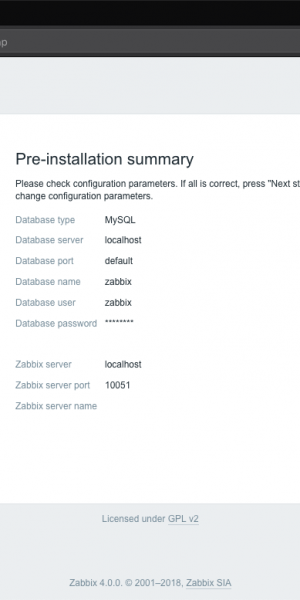 Pre-installation summary
Please check configuration parameters. If all is correct, press "Next
change configuration parameters.
Database type MySQL
Database server localhost
Database port default
Database name zabbix
Database user zabbix
Database password ********
Zabbix server localhost
Zabbix server port 10051
Zabbix server name
Licensed under GPL v2
Zabbix 4.0.0. © 2001–2018, Zabbix SIA